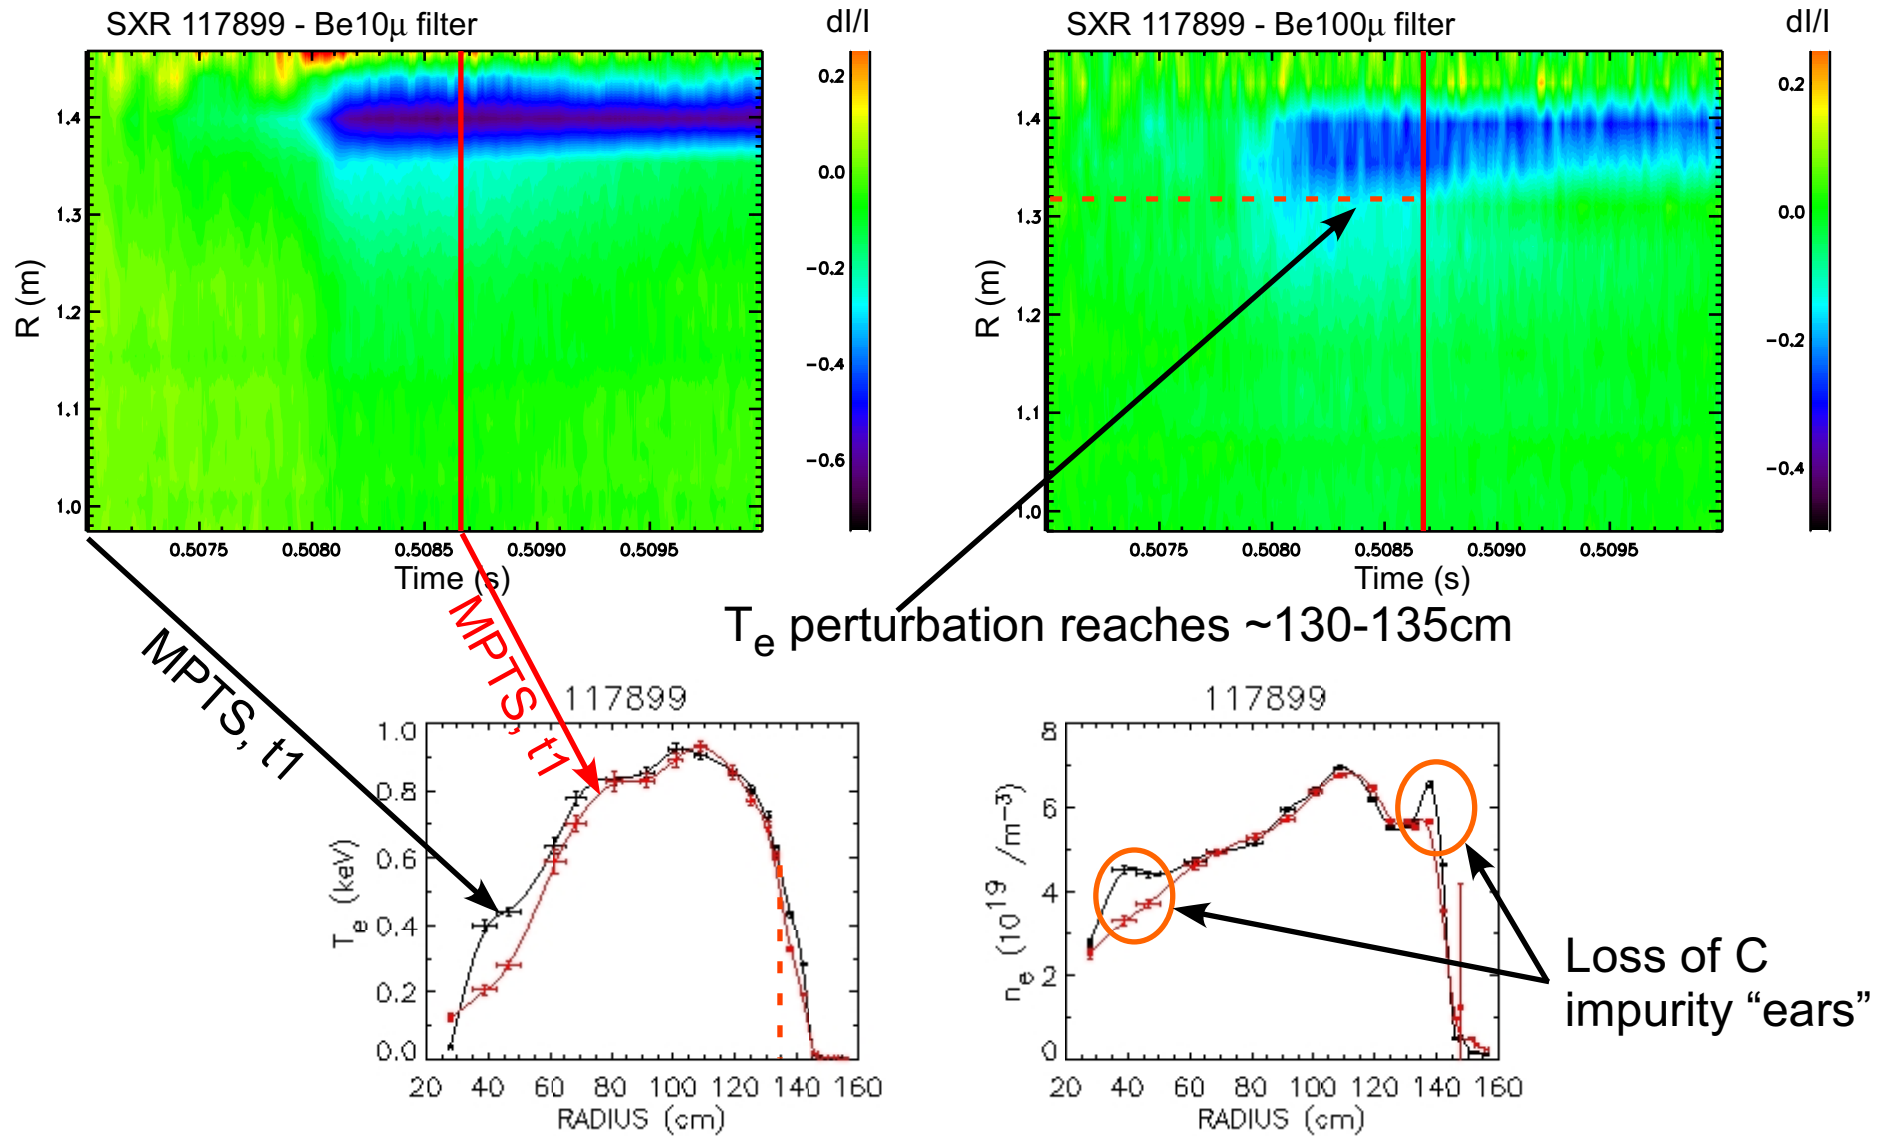 SXR 117899 - Be10μ filter
dI/I
1.4
1.3
1.2
1.1
1.0
R (m)
0.5075 0.5080 0.5085 0.5090 0.5095
Time (s)
0.2
0.0
-0.2
-0.4
-0.6
SXR 117899 - Be100μ filter
dI/I
1.4
1.3
1.2
1.1
1.0
R (m)
0.5075 0.5080 0.5085 0.5090 0.5095
Time (s)
0.2
0.0
-0.2
-0.4
MPTS, t1
MPTS, t1
Te perturbation reaches ~130-135cm
117899
1.0
0.8
0.6
0.4
0.2
0.0
Te (keV)
20 40 60 80 100 120 140 160
RADIUS (cm)
117899
8
6
4
2
0
ne (10^19 /m^-3)
20 40 60 80 100 120 140 160
RADIUS (cm)
Loss of C
impurity “ears”